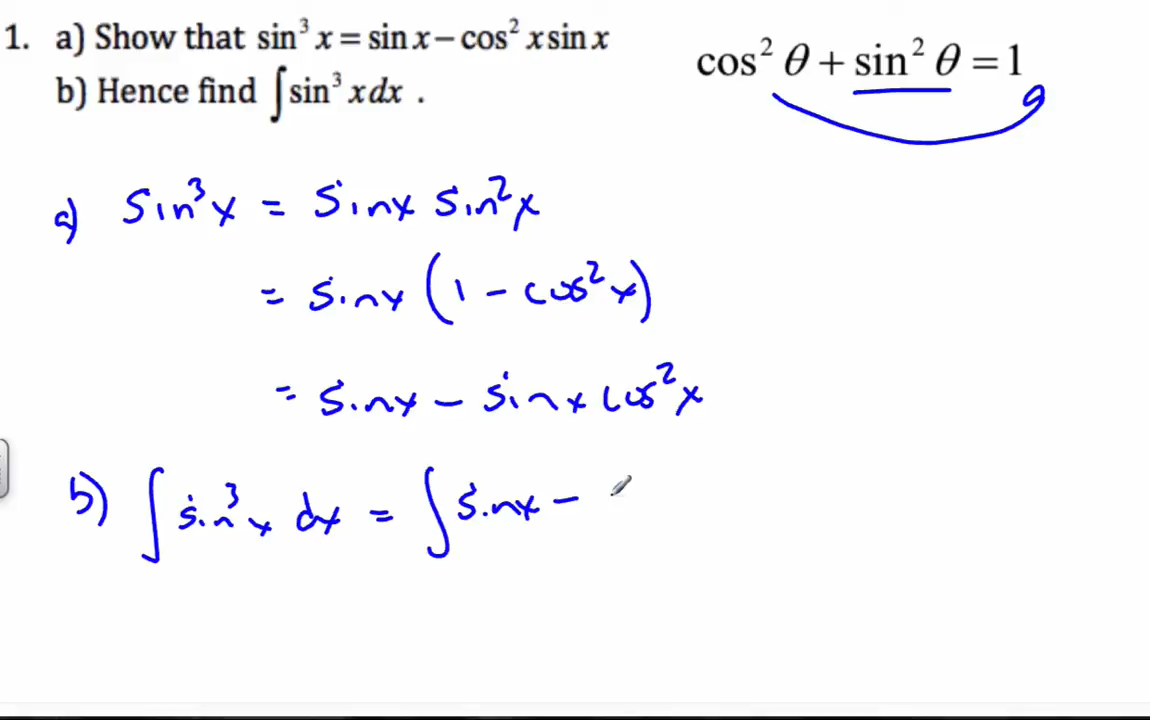 1. a) Show that sin³ x = sin x − cos² x sin x
b) Hence find ∫ sin³ x dx .
cos² θ + sin² θ = 1
a) sin³x = sinx sin²x
= sinx (1 − cos²x)
= sinx − sinx cos²x
b) ∫ sin³x dx = ∫ sinx −